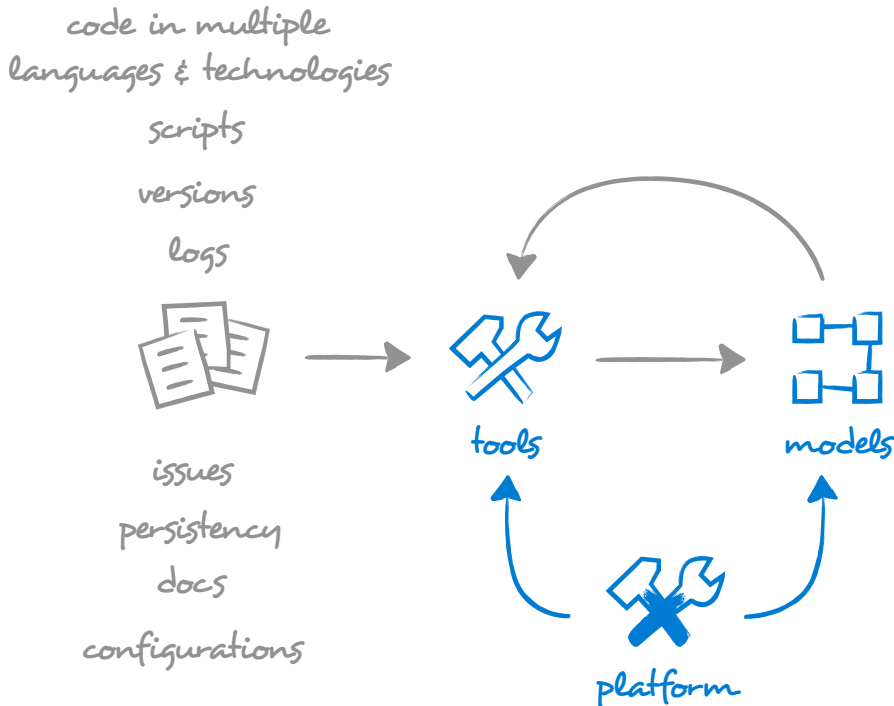 code in multiple
languages & technologies
scripts
versions
logs
issues
persistency
docs
configurations
tools
models
platform